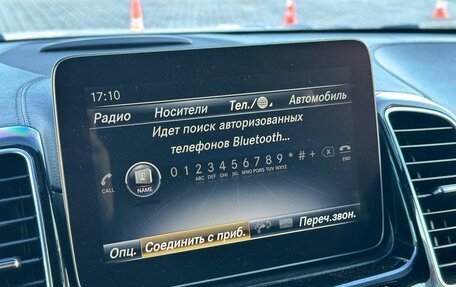 17:10
Радио Носители Тел./ Автомобиль
Идет поиск авторизованных
телефонов Bluetooth...
0 1 2 3 4 5 6 7 8 9 * # +
ABC DEF GHI JKL MNO PQRS TUV WXYZ
CALL NAME END
Опц. Соединить с приб. Переч.звон.